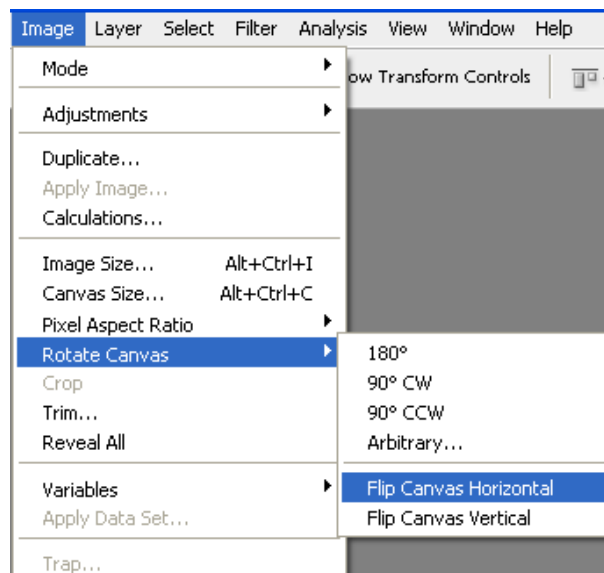 Image Layer Select Filter Analysis View Window Help
Mode
ow Transform Controls
Adjustments
Duplicate...
Apply Image...
Calculations...
Image Size... Alt+Ctrl+I
Canvas Size... Alt+Ctrl+C
Pixel Aspect Ratio
Rotate Canvas
180°
Crop
90° CW
Trim...
90° CCW
Reveal All
Arbitrary...
Variables
Flip Canvas Horizontal
Apply Data Set...
Flip Canvas Vertical
Trap...